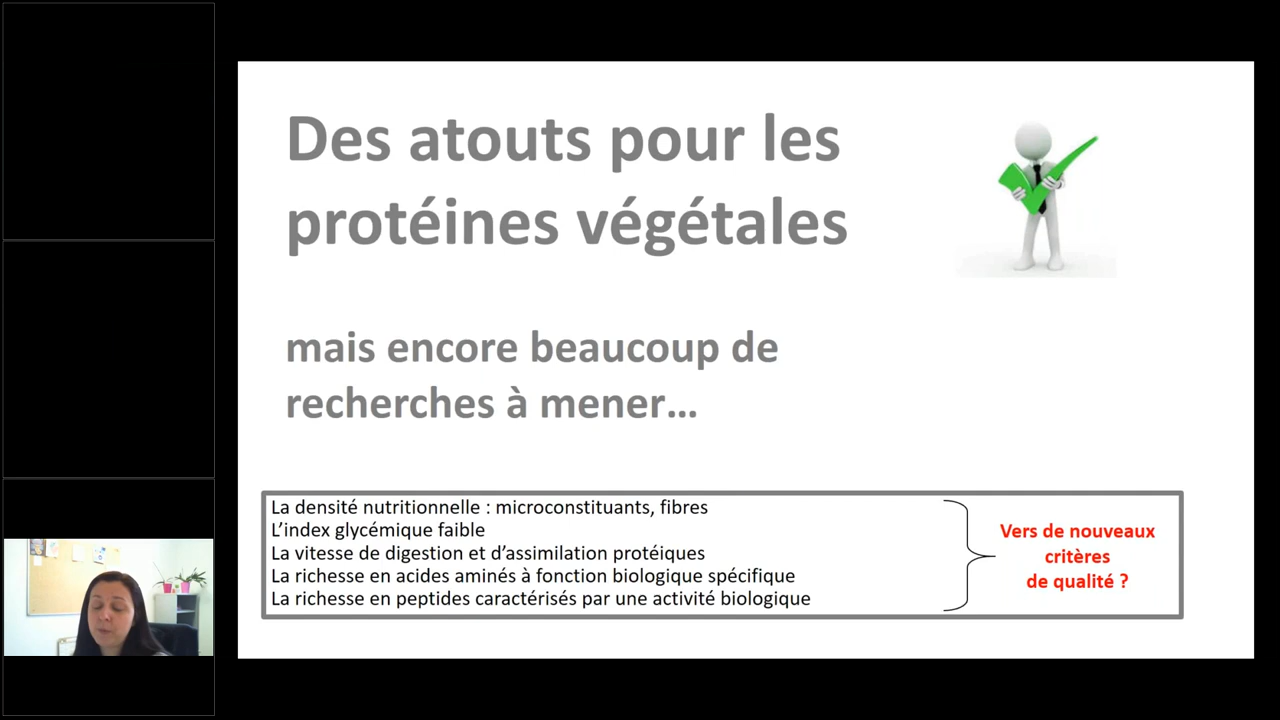 Des atouts pour les
protéines végétales
mais encore beaucoup de
recherches à mener…
La densité nutritionnelle : microconstituants, fibres
L’index glycémique faible
La vitesse de digestion et d’assimilation protéiques
La richesse en acides aminés à fonction biologique spécifique
La richesse en peptides caractérisés par une activité biologique
Vers de nouveaux
critères
de qualité ?